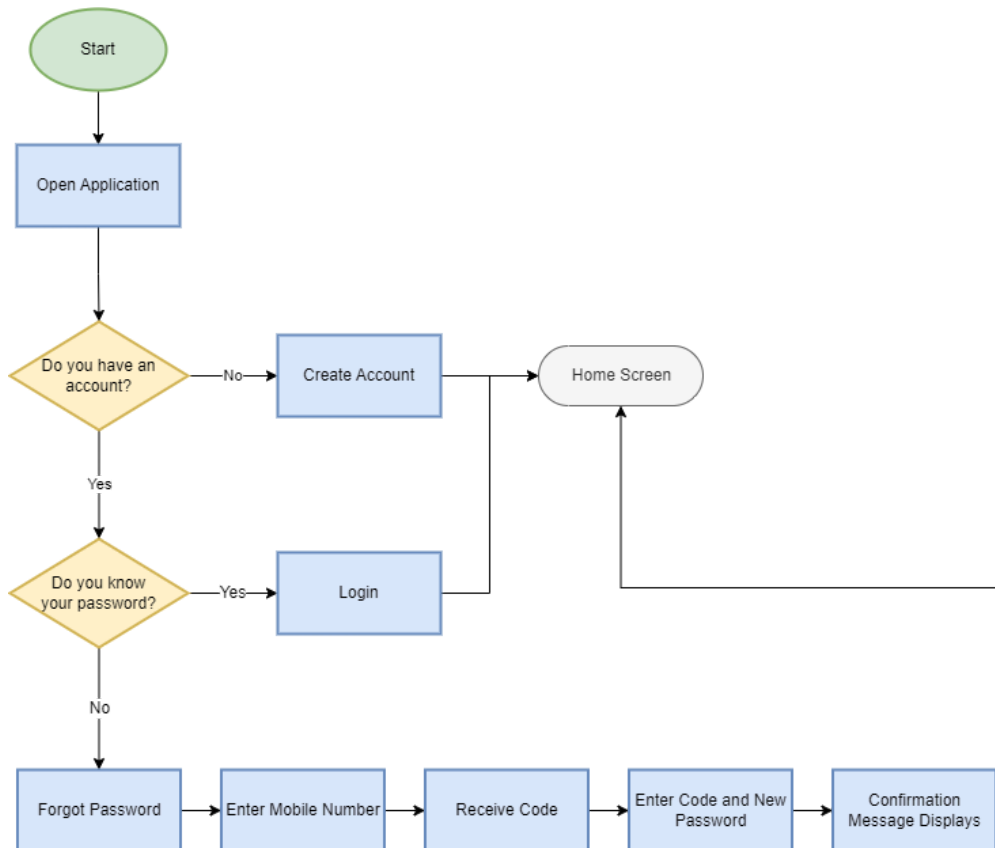 Start
Open Application
Do you have an
account?
No
Create Account
Home Screen
Yes
Do you know
your password?
Yes
Login
No
Forgot Password
Enter Mobile Number
Receive Code
Enter Code and New
Password
Confirmation
Message Displays